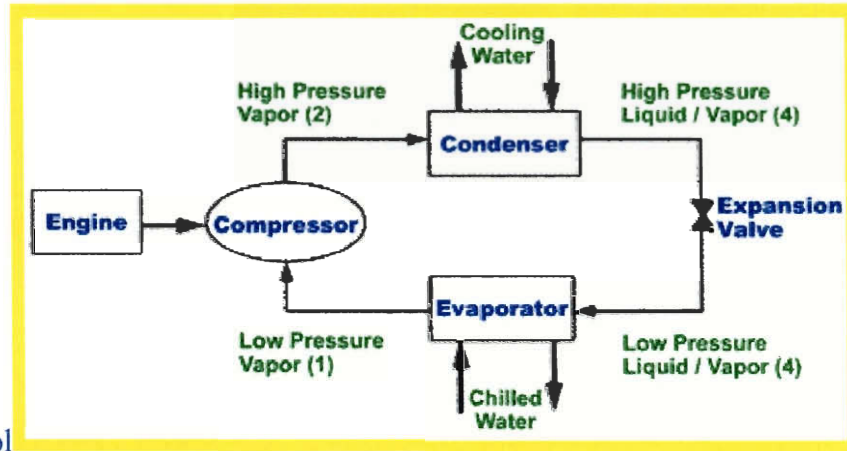 Cooling
Water
High Pressure
Vapor (2)
High Pressure
Liquid / Vapor (4)
Condenser
Engine
Compressor
Expansion
Valve
Evaporator
Low Pressure
Vapor (1)
Low Pressure
Liquid / Vapor (4)
Chilled
Water
ol